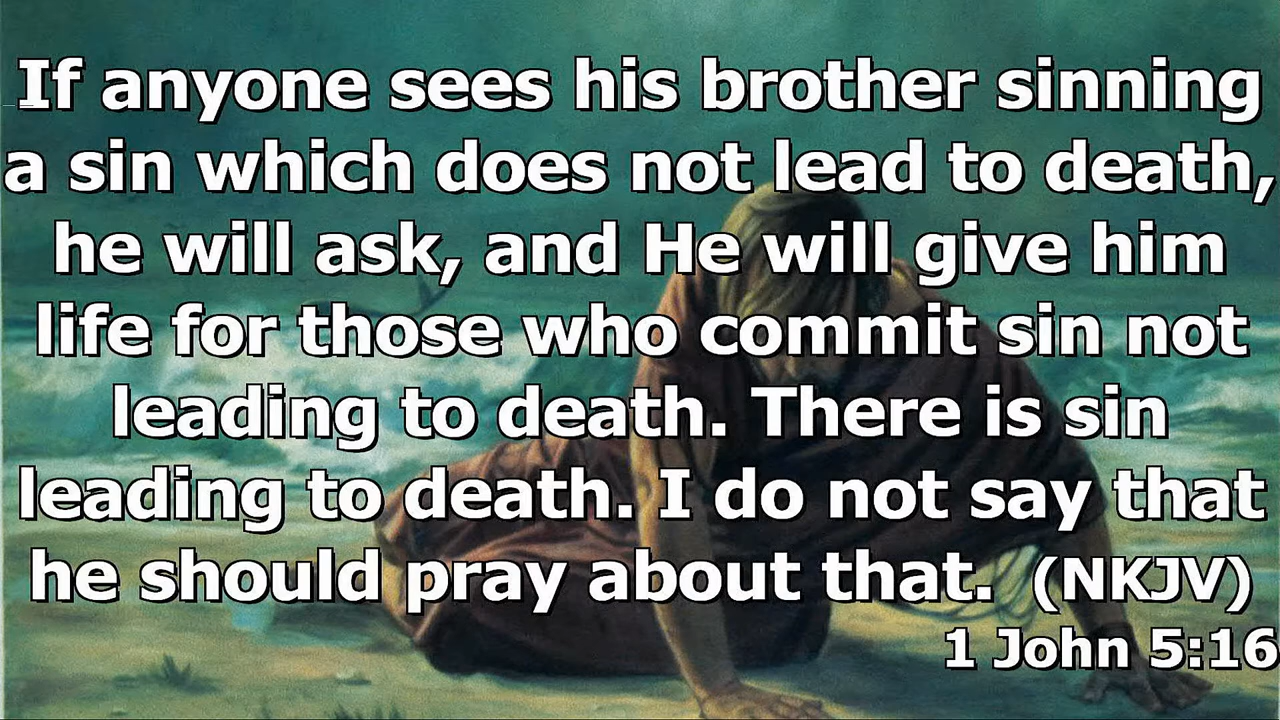 If anyone sees his brother sinning
a sin which does not lead to death,
he will ask, and He will give him
life for those who commit sin not
leading to death. There is sin
leading to death. I do not say that
he should pray about that. (NKJV)
1 John 5:16